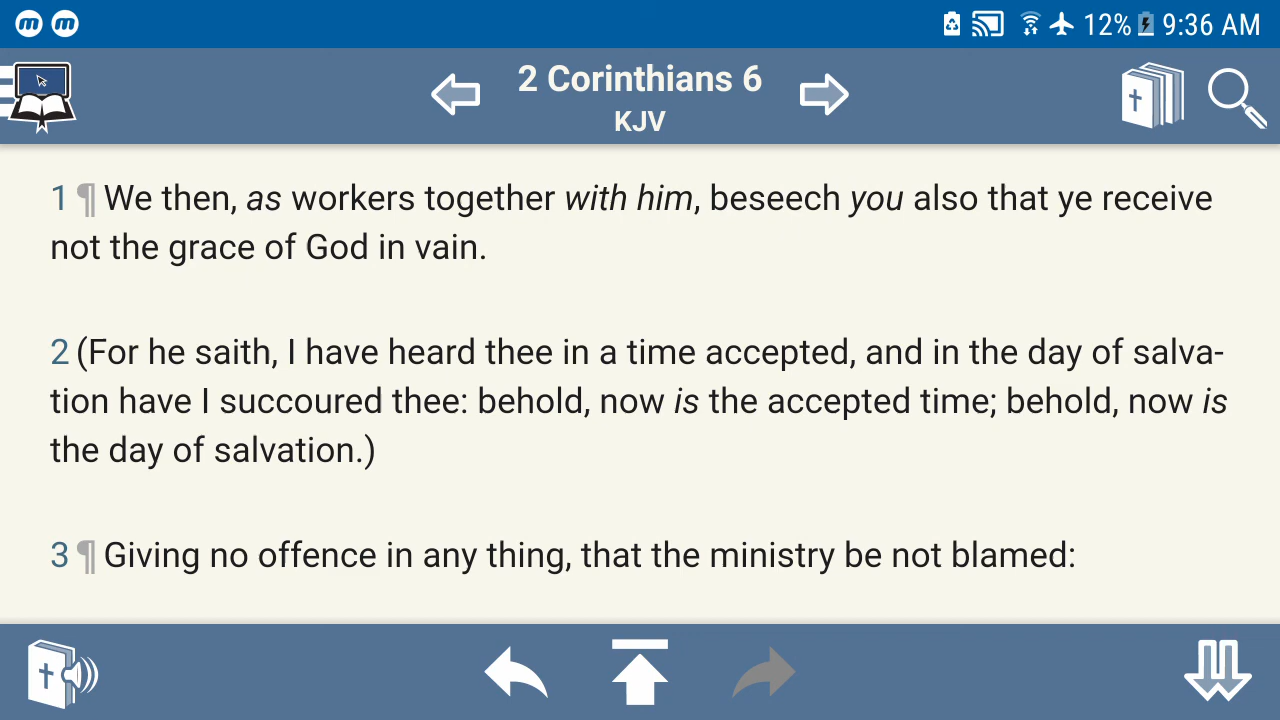 12% 9:36 AM
2 Corinthians 6
KJV
1 ¶ We then, as workers together with him, beseech you also that ye receive
not the grace of God in vain.
2 (For he saith, I have heard thee in a time accepted, and in the day of salva-
tion have I succoured thee: behold, now is the accepted time; behold, now is
the day of salvation.)
3 ¶ Giving no offence in any thing, that the ministry be not blamed: